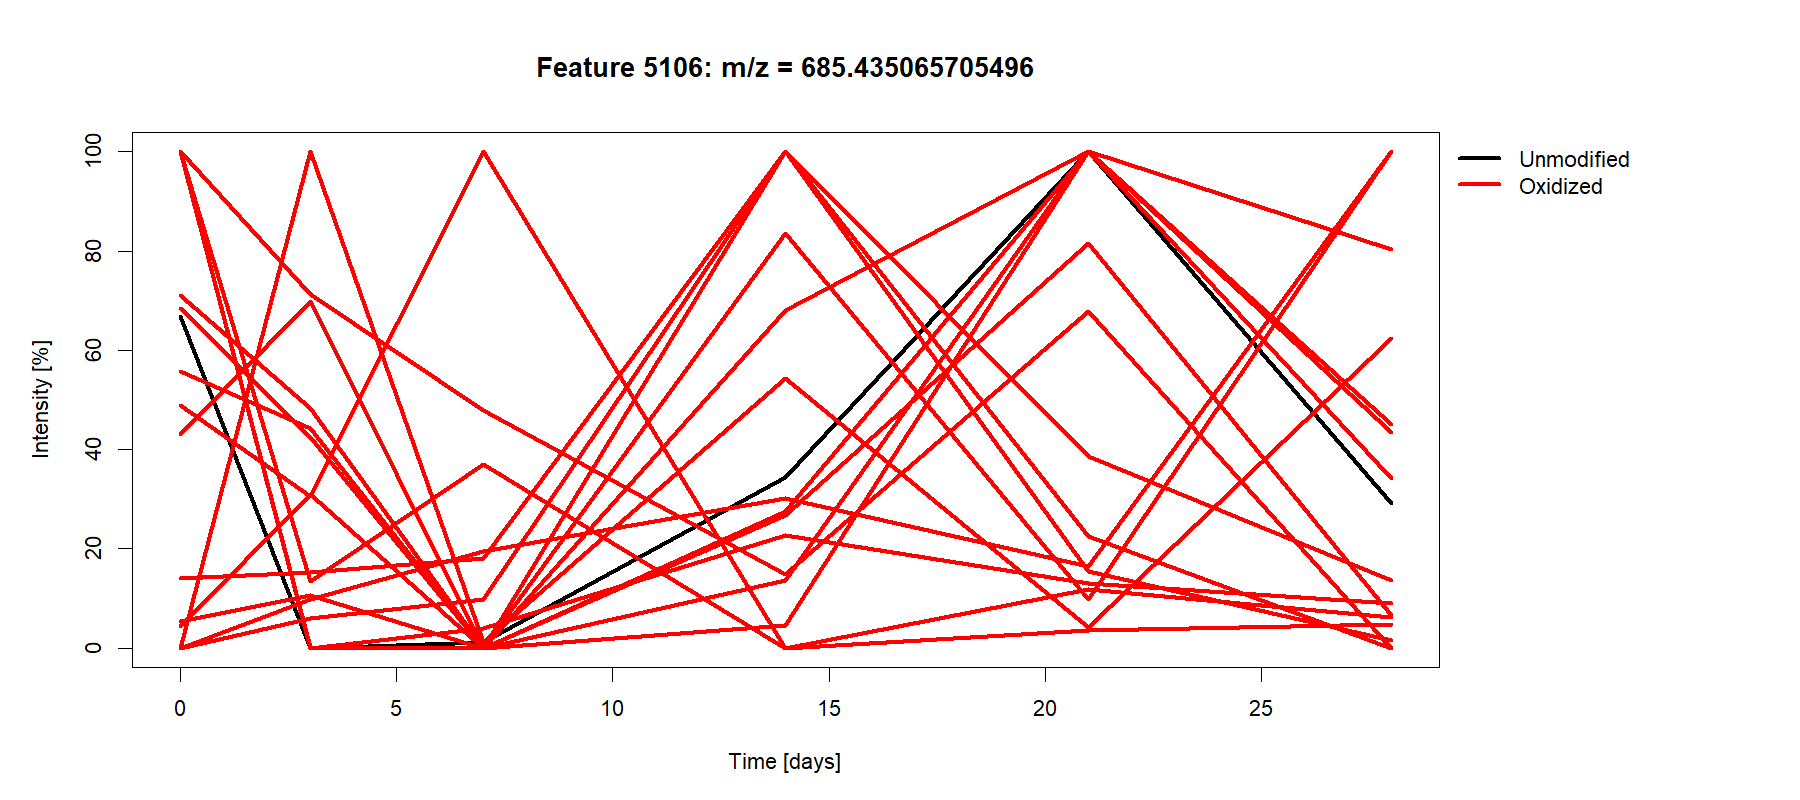 Feature 5106: m/z = 685.435065705496
Unmodified
Oxidized
Intensity [%]
100
80
60
40
20
0
0 5 10 15 20 25
Time [days]